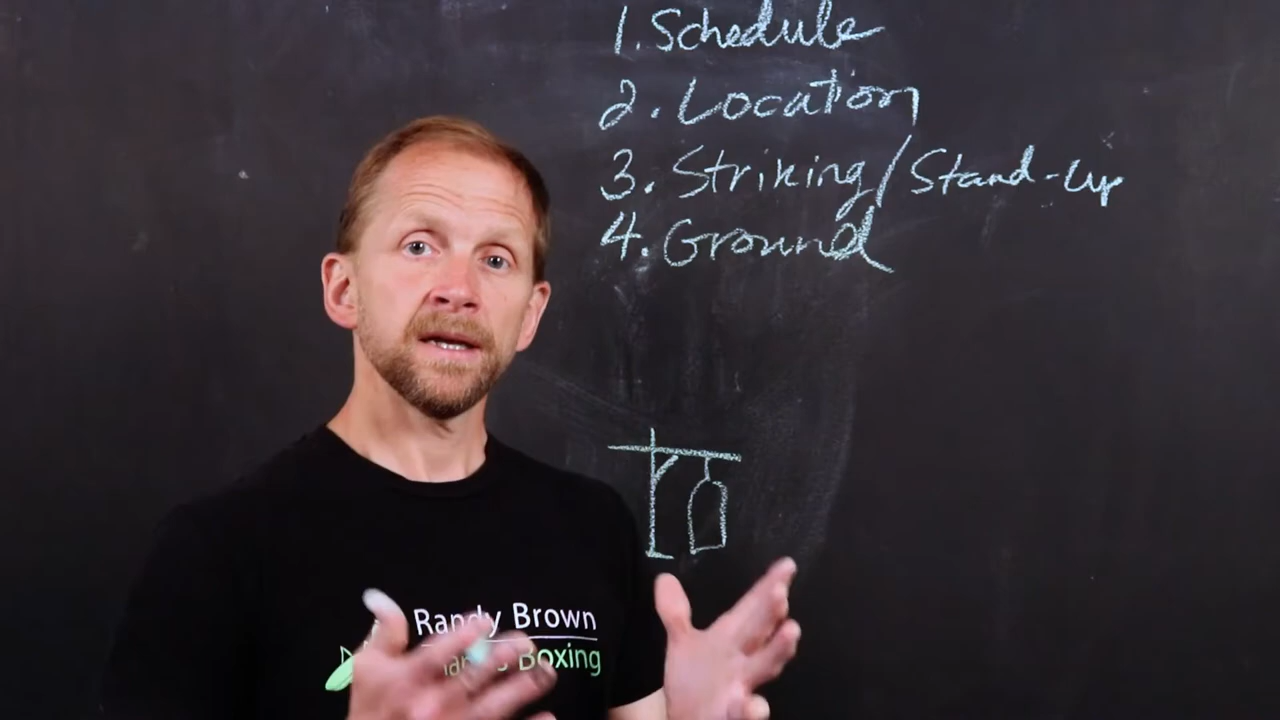 1. Schedule
2. Location
3. Striking/Stand-up
4. Ground
Randy Brown
Boxing